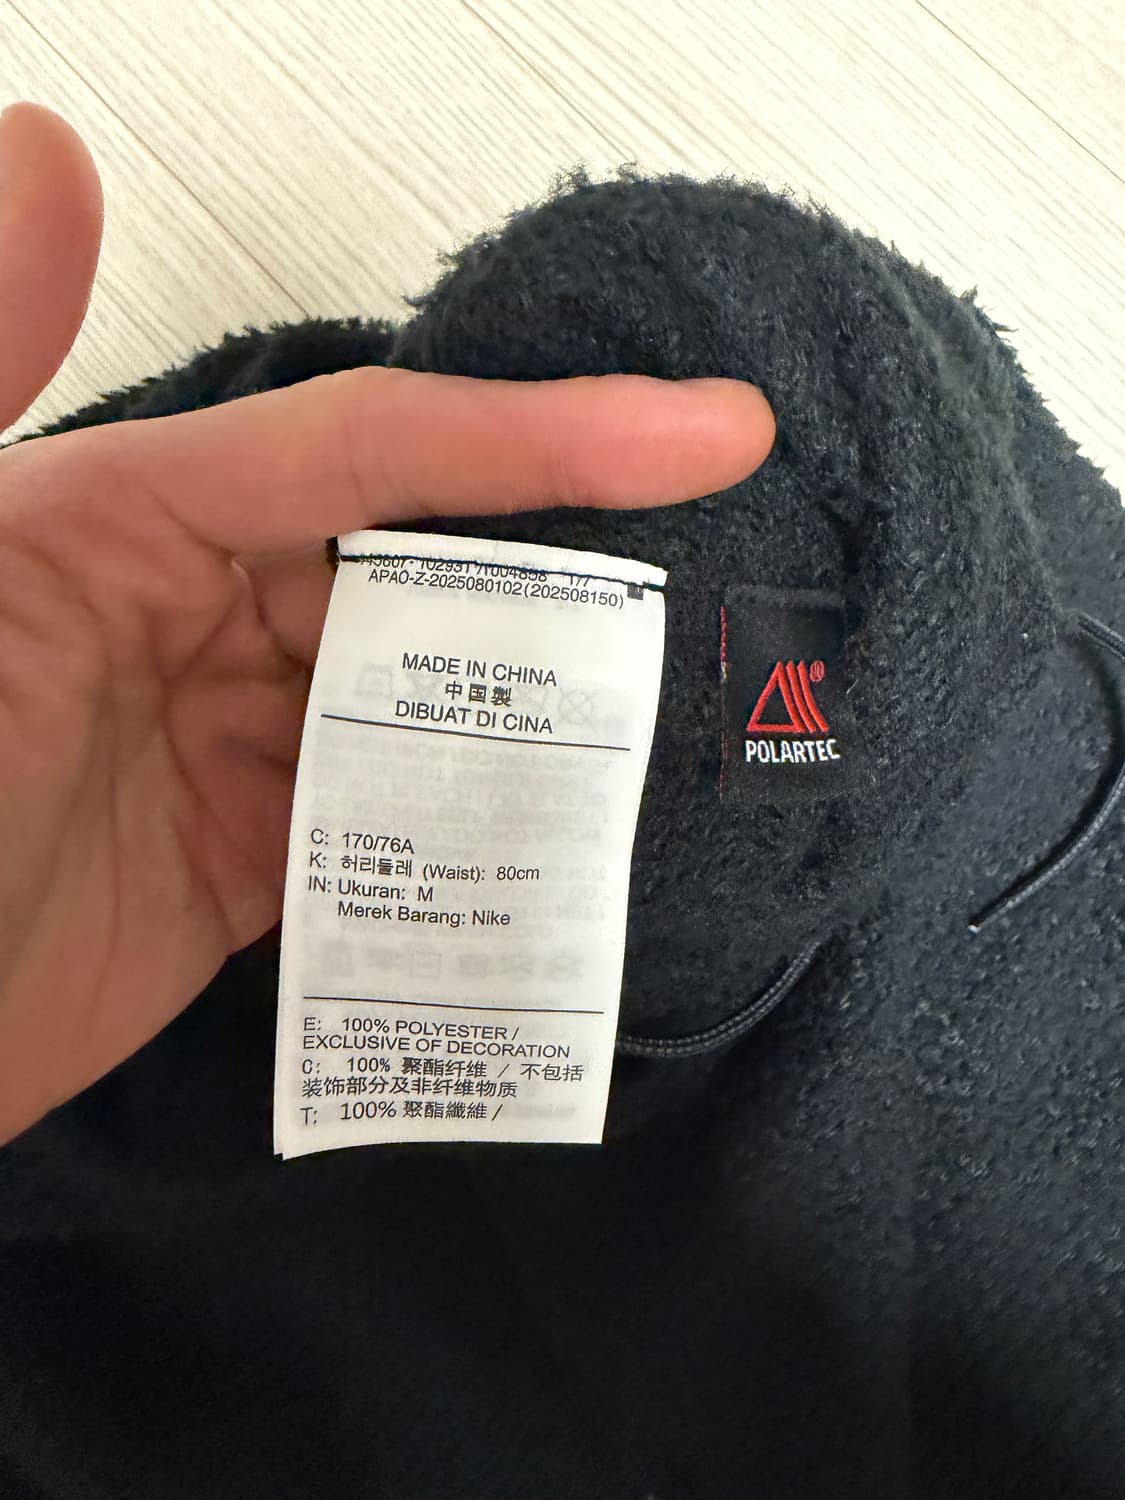 APAO-Z-2025080102(202508150)
MADE IN CHINA
中国製
DIBUAT DI CINA
C: 170/76A
K: 허리둘레 (Waist): 80cm
IN: Ukuran: M
Merek Barang: Nike
E: 100% POLYESTER /
EXCLUSIVE OF DECORATION
C: 100% 聚酯纤维 / 不包括
装饰部分及非纤维物质
T: 100% 聚酯纖維 /
®
POLARTEC